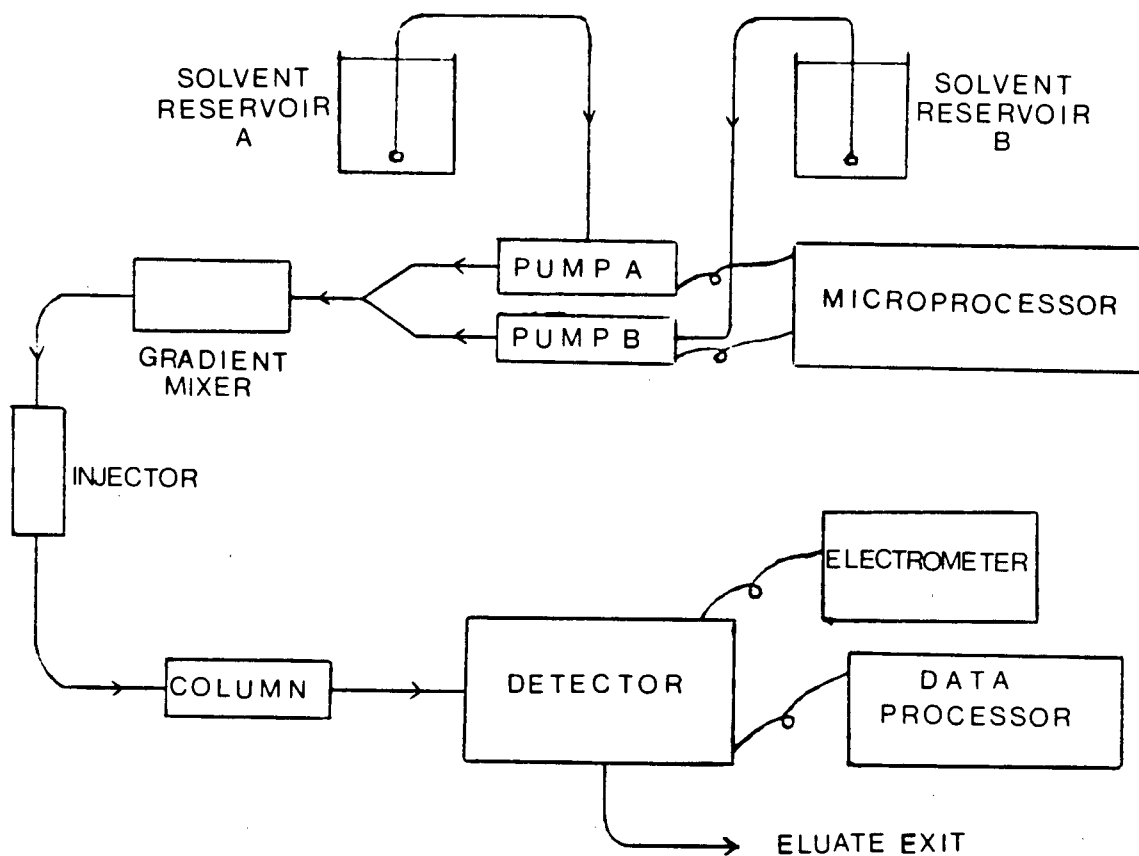 SOLVENT
RESERVOIR
A
SOLVENT
RESERVOIR
B
PUMP A
PUMP B
MICROPROCESSOR
GRADIENT
MIXER
INJECTOR
ELECTROMETER
COLUMN
DETECTOR
DATA
PROCESSOR
ELUATE EXIT